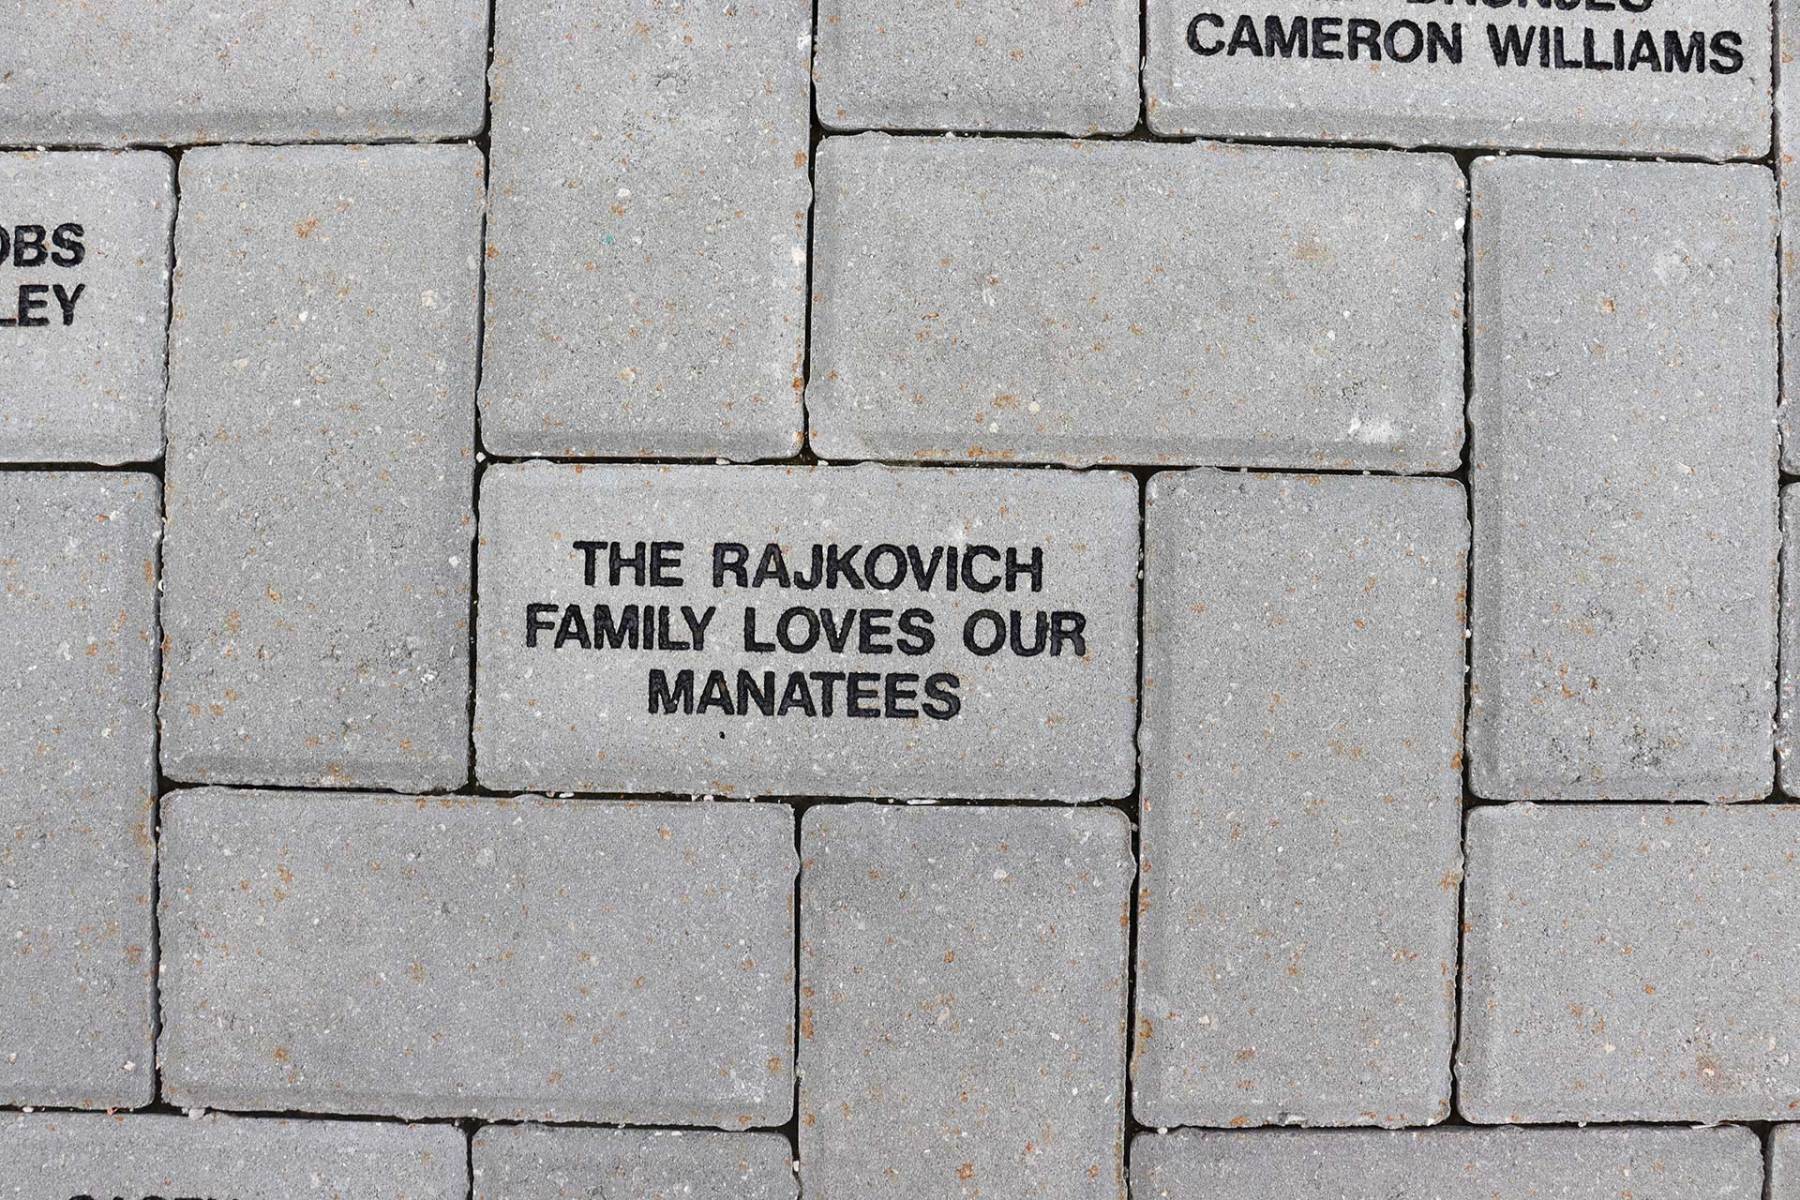 CAMERON WILLIAMS
THE RAJKOVICH
FAMILY LOVES OUR
MANATEES